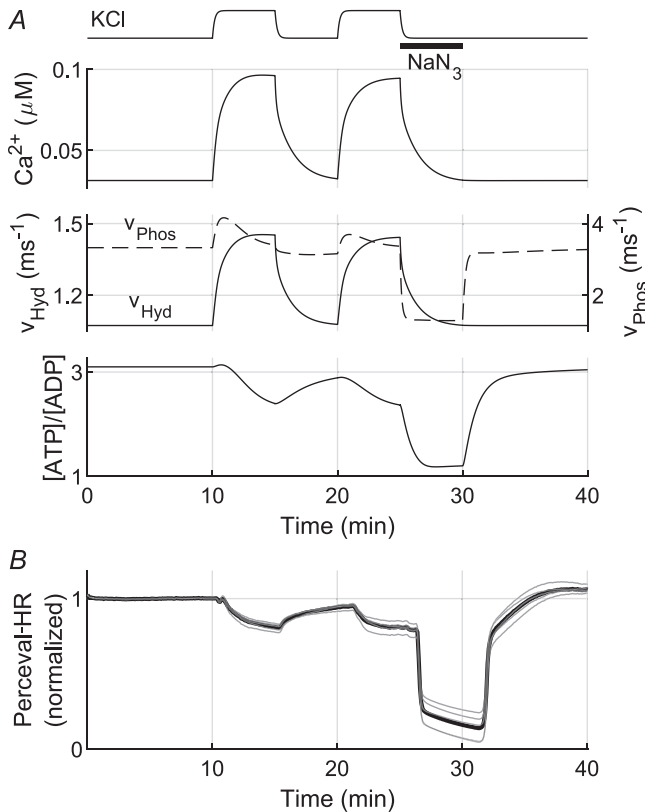 A
KCl
NaN3
Ca2+ (μM)
0.1
0.05
vHyd (ms-1)
1.5
1.2
vPhos
vHyd
4
2
vPhos (ms-1)
[ATP]/[ADP]
3
1
0 10 20 30 40
Time (min)
B
Perceval-HR
(normalized)
1
0
0 10 20 30 40
Time (min)